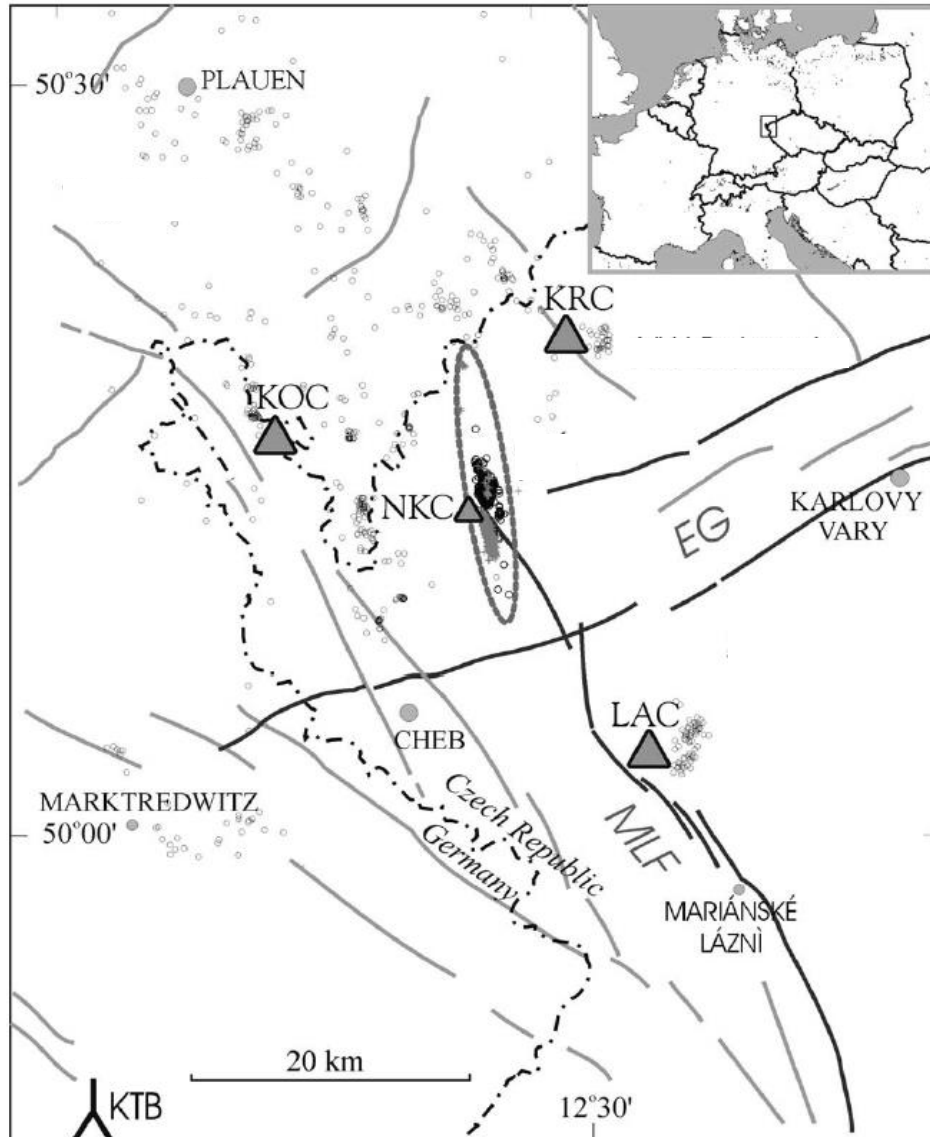 50°30'
PLAUEN
KRC
KOC
NKC
EG
KARLOVY
VARY
LAC
CHEB
MARKTREDWITZ
50°00'
Czech Republic
Germany
MLF
MARIÁNSKÉ
LÁZNÌ
20 km
12°30'
KTB